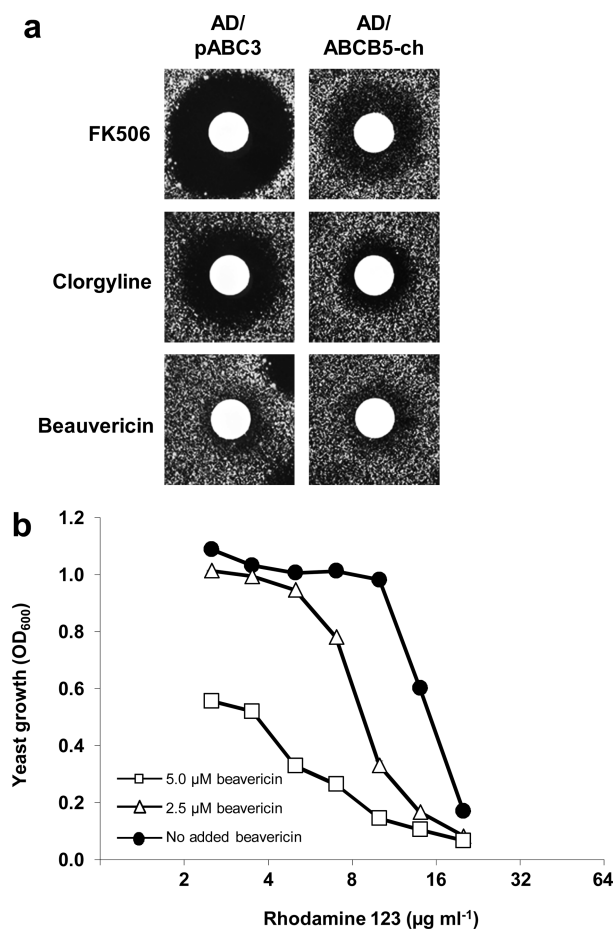 a
AD/
pABC3
AD/
ABCB5-ch
FK506
Clorgyline
Beauvericin
b
1.2
1.0
0.8
0.6
0.4
0.2
0.0
Yeast growth (OD600)
5.0 µM beavericin
2.5 µM beavericin
No added beavericin
2
4
8
16
32
64
Rhodamine 123 (µg ml-1)